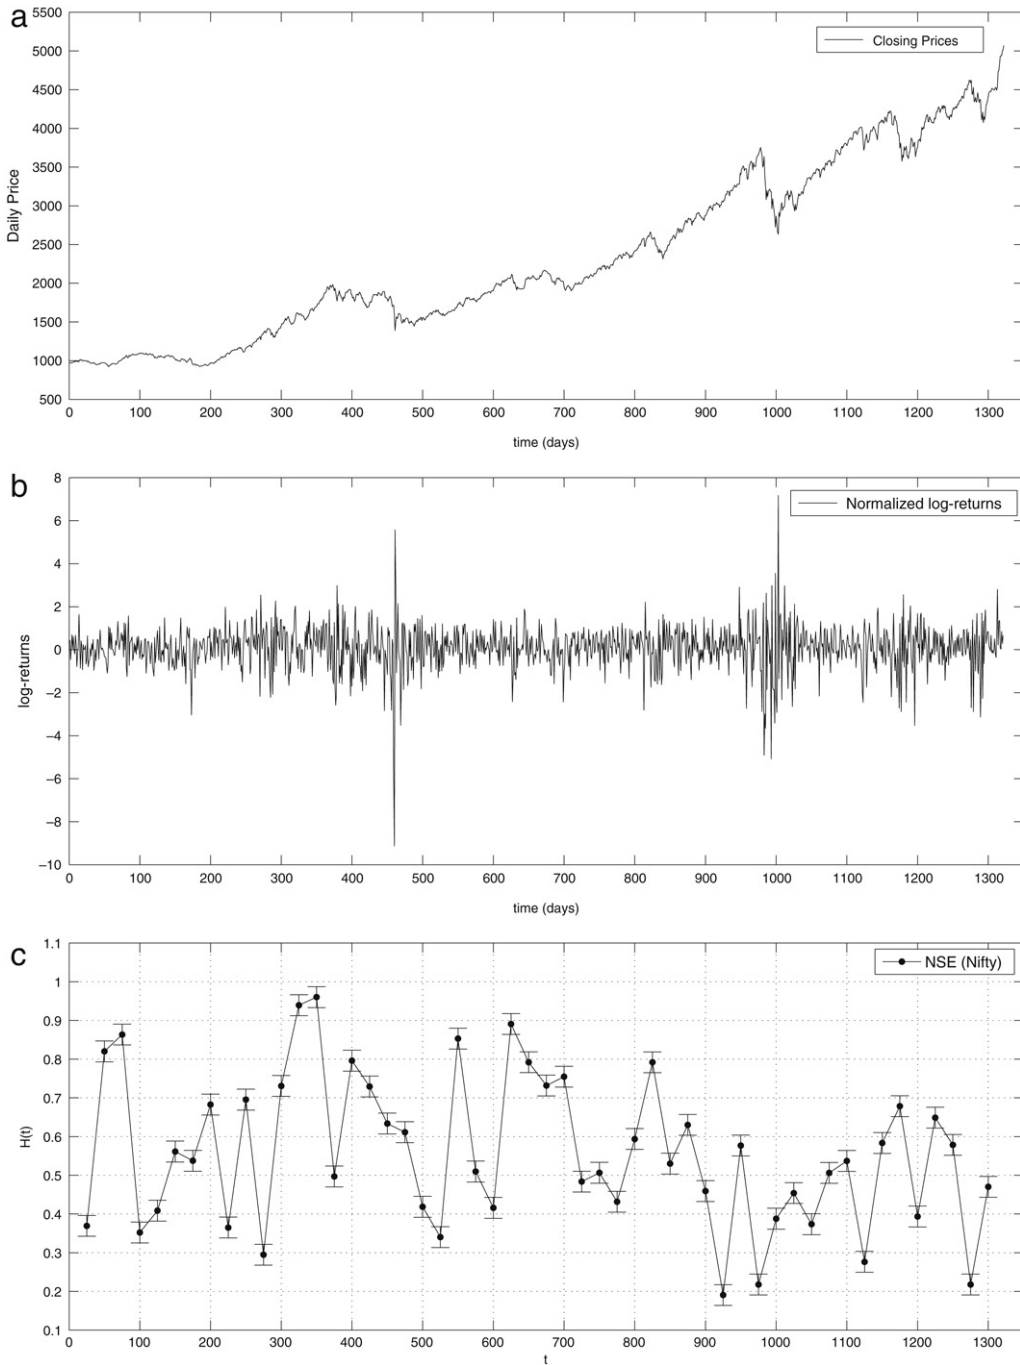 a
5500
5000
4500
4000
3500
3000
2500
2000
1500
1000
500
Daily Price
Closing Prices
0 100 200 300 400 500 600 700 800 900 1000 1100 1200 1300
time (days)
b
8
6
4
2
0
−2
−4
−6
−8
−10
log-returns
Normalized log-returns
0 100 200 300 400 500 600 700 800 900 1000 1100 1200 1300
time (days)
c
1.1
1
0.9
0.8
0.7
0.6
0.5
0.4
0.3
0.2
0.1
H(t)
NSE (Nifty)
0 100 200 300 400 500 600 700 800 900 1000 1100 1200 1300
t